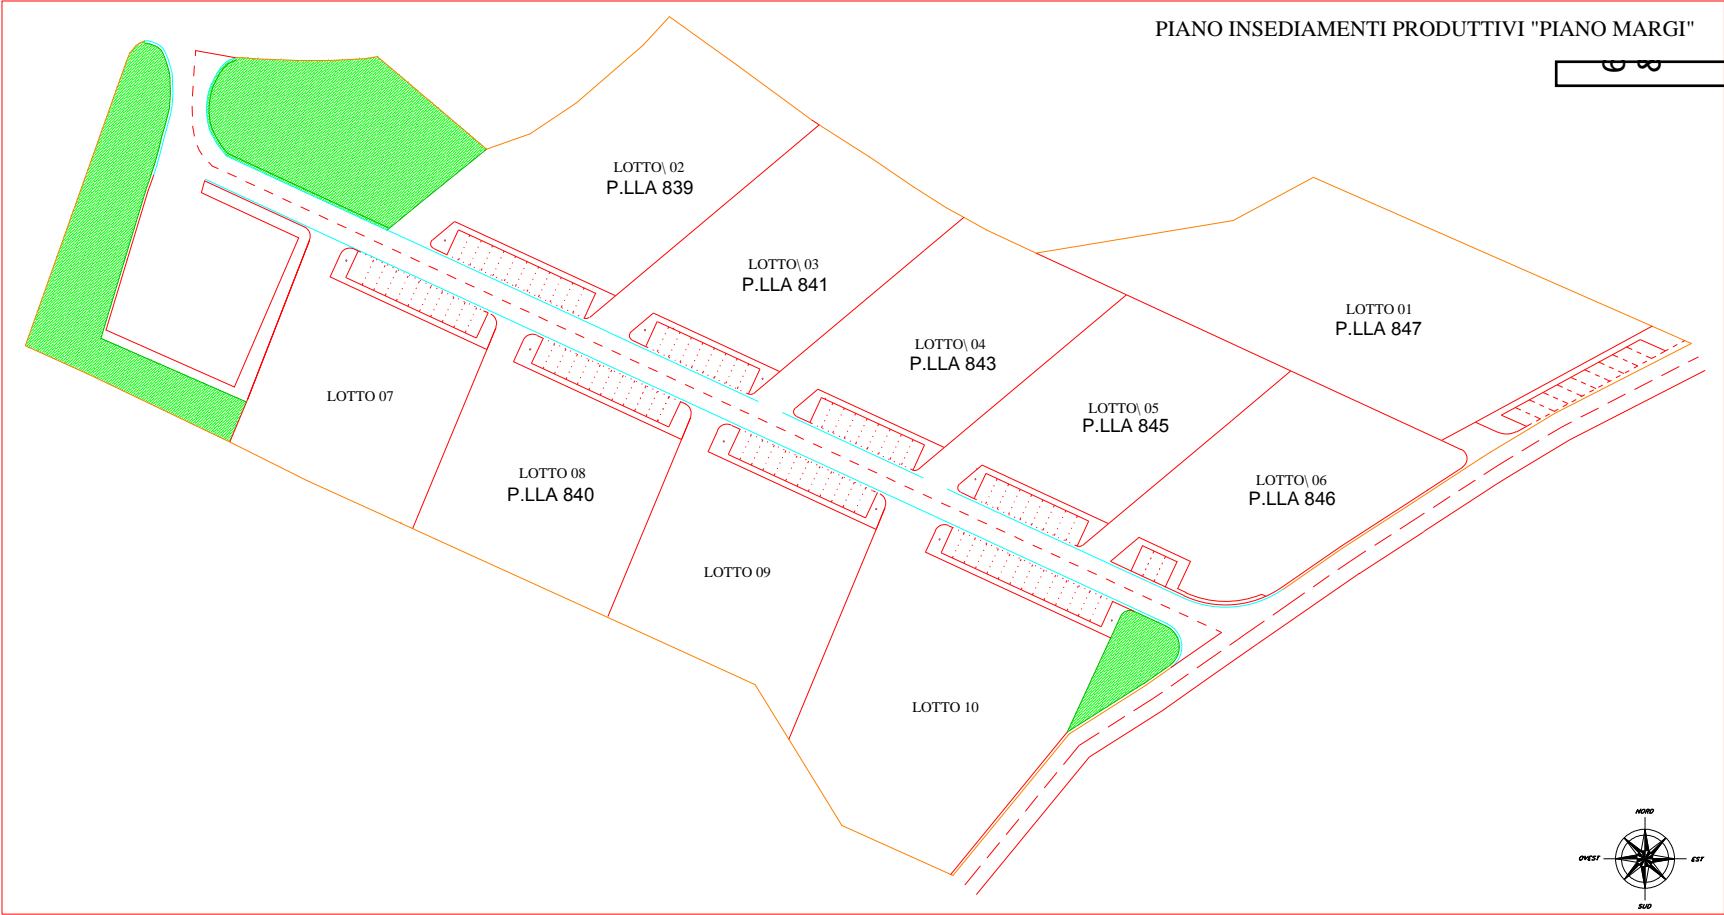 PIANO INSEDIAMENTI PRODUTTIVI "PIANO MARGI"
LOTTO\ 02
P.LLA 839
LOTTO\ 03
P.LLA 841
LOTTO 01
P.LLA 847
LOTTO\ 04
P.LLA 843
LOTTO 07
LOTTO\ 05
P.LLA 845
LOTTO 08
P.LLA 840
LOTTO\ 06
P.LLA 846
LOTTO 09
LOTTO 10
NORD
OVEST
EST
SUD